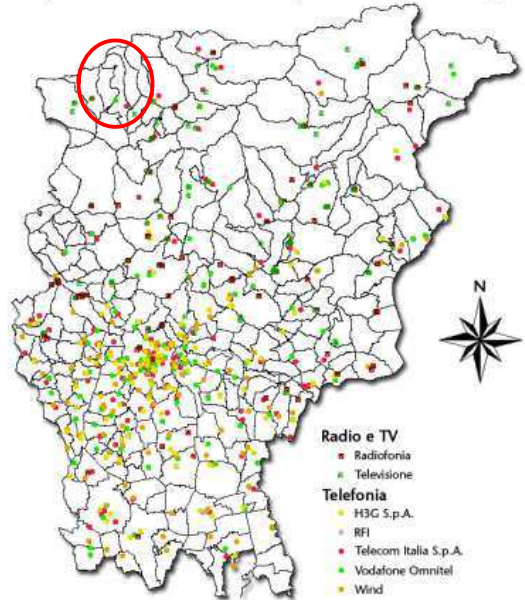 N
Radio e TV
Radiofonia
Televisione
Telefonia
H3G S.p.A.
RFI
Telecom Italia S.p.A.
Vodafone Omnitel
Wind